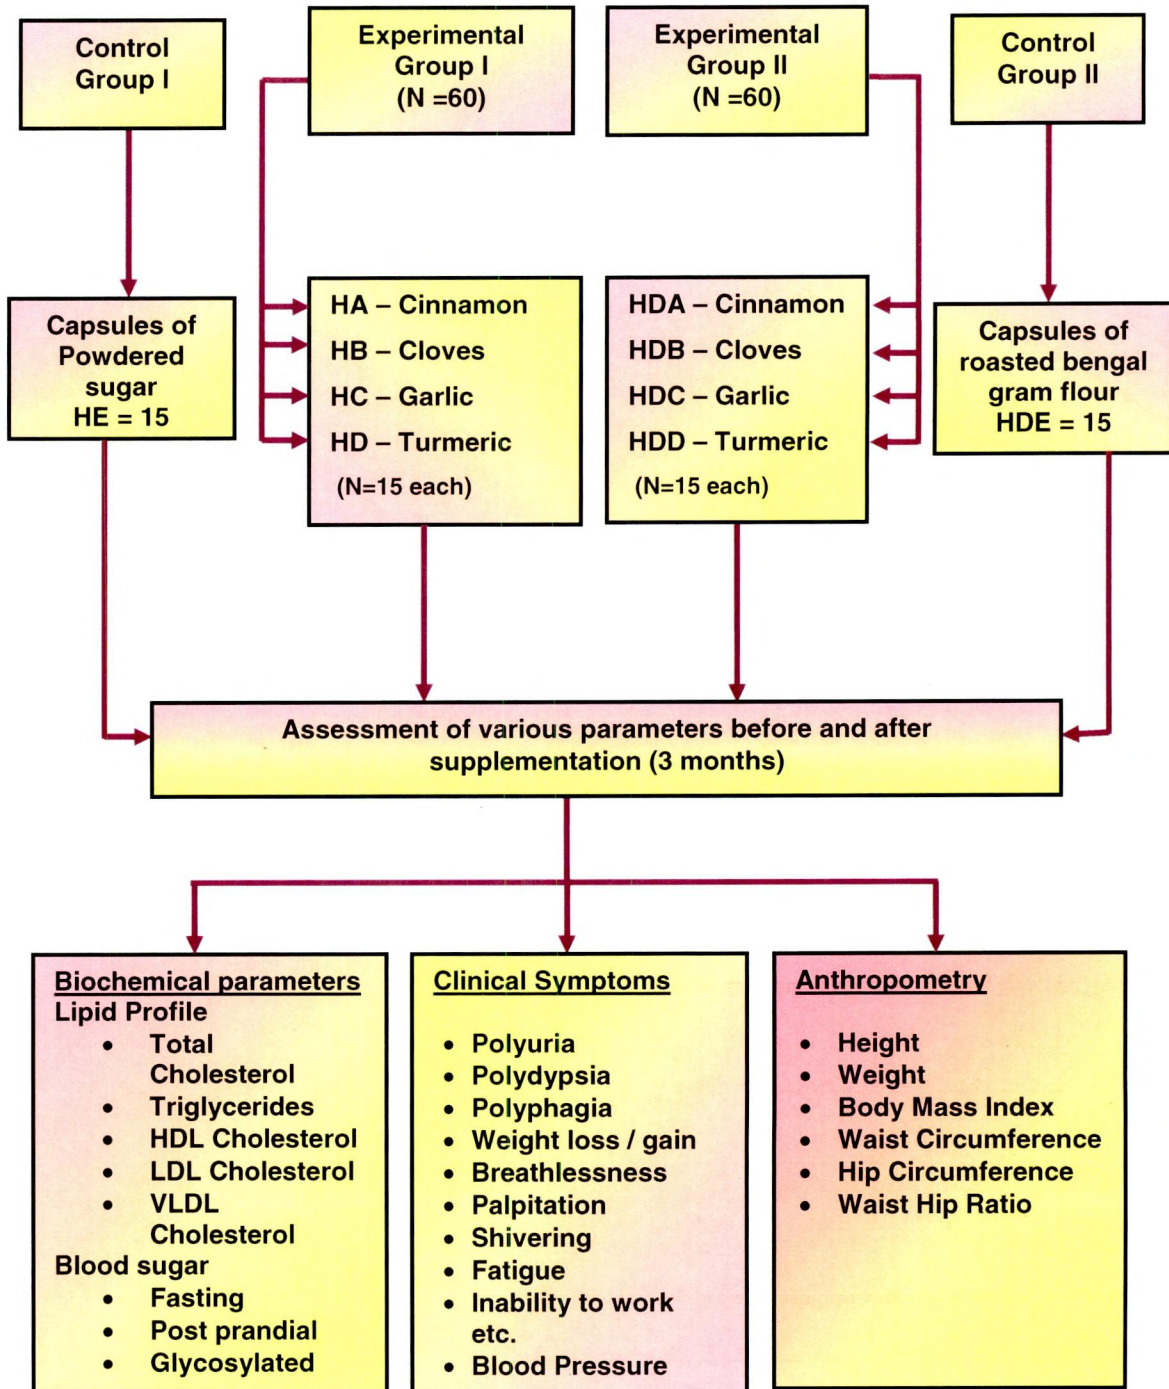 Control
Group I
Experimental
Group I
(N =60)
Experimental
Group II
(N =60)
Control
Group II
Capsules of
Powdered
sugar
HE = 15
HA – Cinnamon
HB – Cloves
HC – Garlic
HD – Turmeric
(N=15 each)
HDA – Cinnamon
HDB – Cloves
HDC – Garlic
HDD – Turmeric
(N=15 each)
Capsules of
roasted bengal
gram flour
HDE = 15
Assessment of various parameters before and after
supplementation (3 months)
Biochemical parameters
Lipid Profile
• Total
Cholesterol
• Triglycerides
• HDL Cholesterol
• LDL Cholesterol
• VLDL
Cholesterol
Blood sugar
• Fasting
• Post prandial
• Glycosylated
Clinical Symptoms
• Polyuria
• Polydypsia
• Polyphagia
• Weight loss / gain
• Breathlessness
• Palpitation
• Shivering
• Fatigue
• Inability to work
etc.
• Blood Pressure
Anthropometry
• Height
• Weight
• Body Mass Index
• Waist Circumference
• Hip Circumference
• Waist Hip Ratio